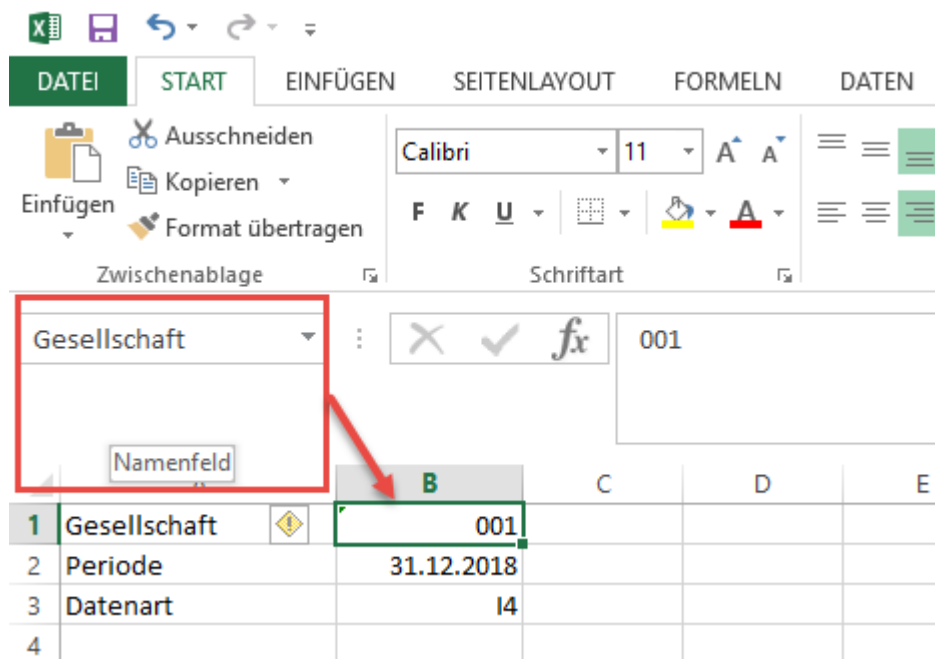 DATEI START EINFÜGEN SEITENLAYOUT FORMELN DATEN
Ausschneiden
Kopieren
Format übertragen
Einfügen
Calibri 11 A A
F K U A
Zwischenablage Schriftart
Gesellschaft fx 001
Namenfeld
B C D E
1 Gesellschaft 001
2 Periode 31.12.2018
3 Datenart I4
4